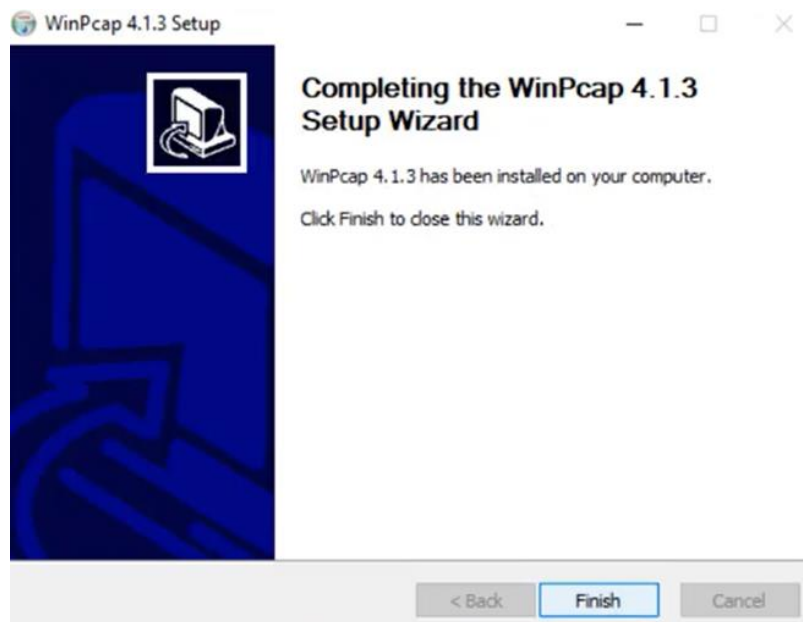 WinPcap 4.1.3 Setup
Completing the WinPcap 4.1.3
Setup Wizard
WinPcap 4.1.3 has been installed on your computer.
Click Finish to close this wizard.
< Back
Finish
Cancel